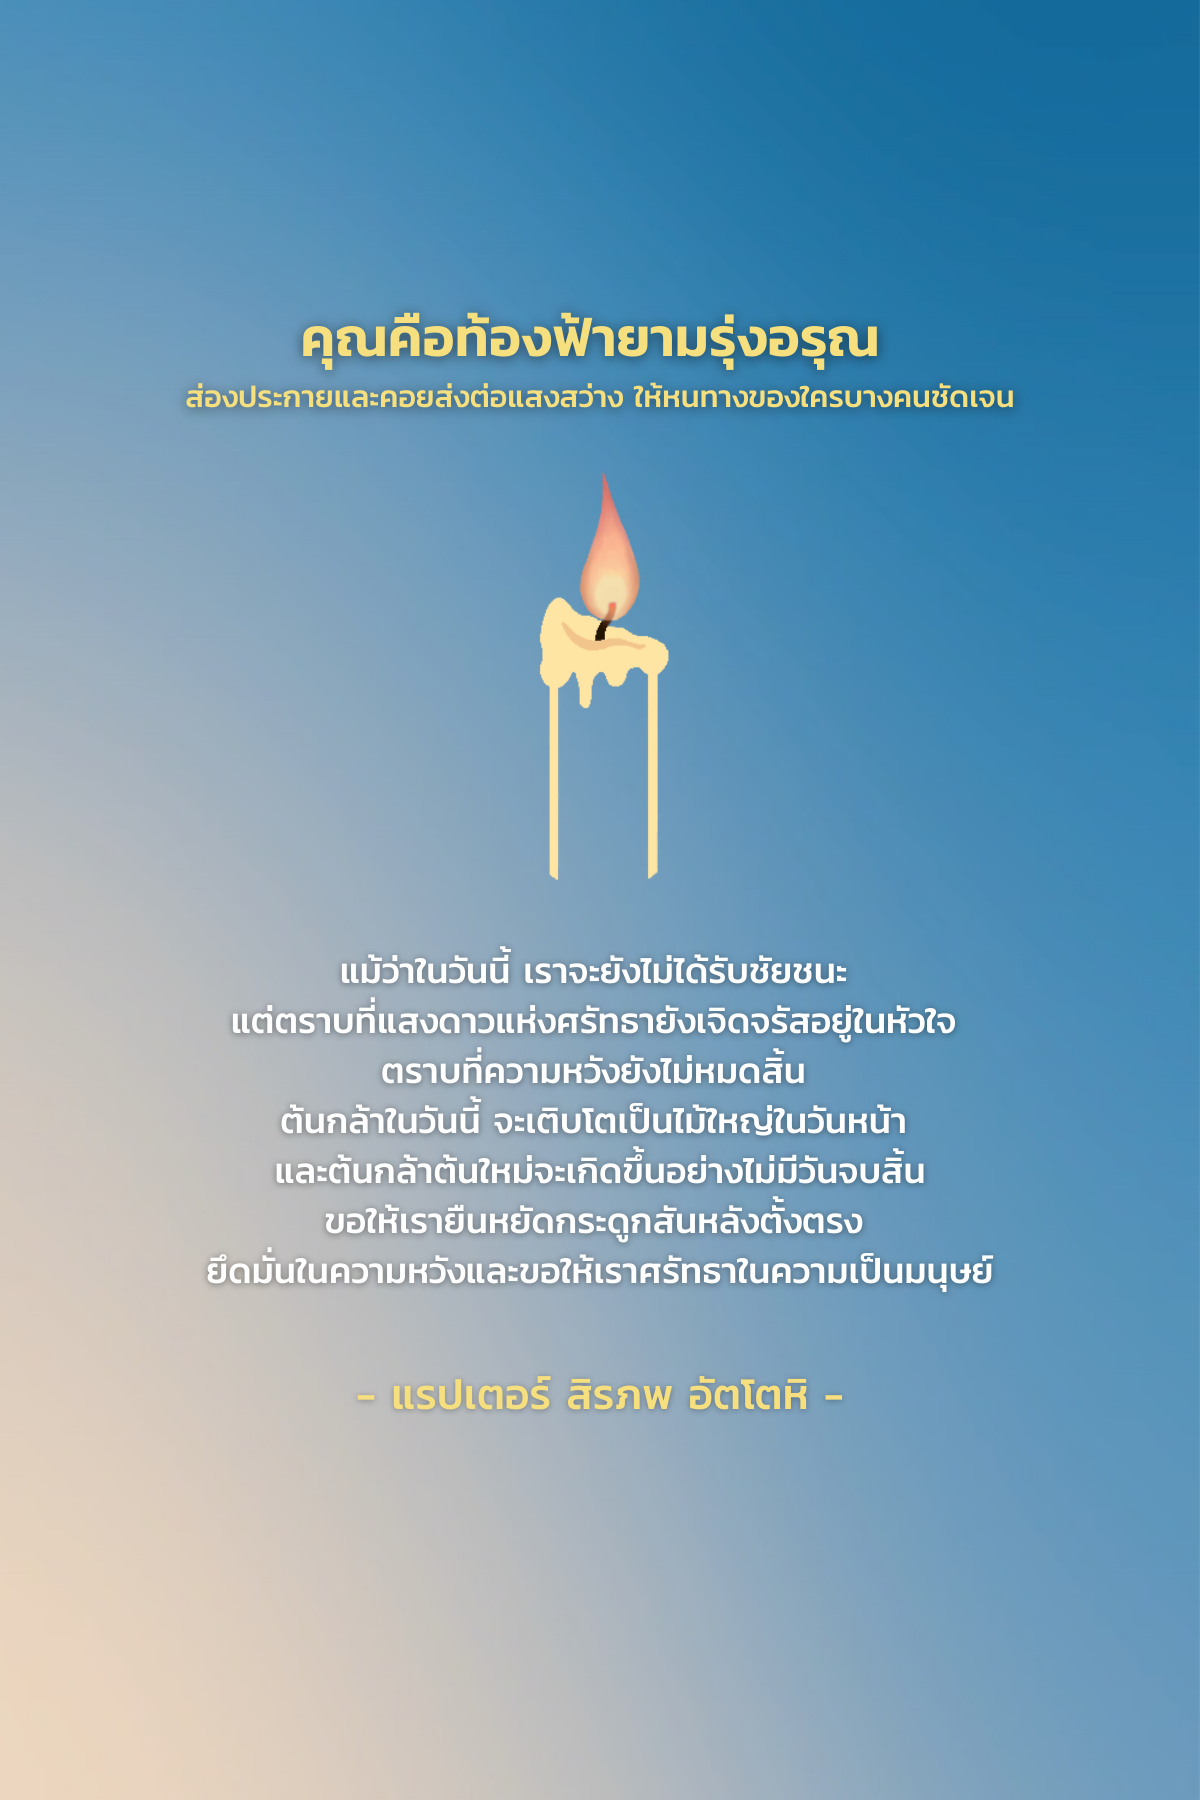 คุณคือท้องฟ้ายามรุ่งอรุณ
ส่องประกายและคอยส่งต่อแสงสว่าง ให้หนทางของใครบางคนชัดเจน
แม้ว่าในวันนี้ เราจะยังไม่ได้รับชัยชนะ
แต่ตราบที่แสงดาวแห่งศรัทธายังเจิดจรัสอยู่ในหัวใจ
ตราบที่ความหวังยังไม่หมดสิ้น
ต้นกล้าในวันนี้ จะเติบโตเป็นไม้ใหญ่ในวันหน้า
และต้นกล้าต้นใหม่จะเกิดขึ้นอย่างไม่มีวันจบสิ้น
ขอให้เรายืนหยัดกระดูกสันหลังตั้งตรง
ยึดมั่นในความหวังและขอให้เราศรัทธาในความเป็นมนุษย์
- แรปเตอร์ สิรภพ อัตโตหิ -